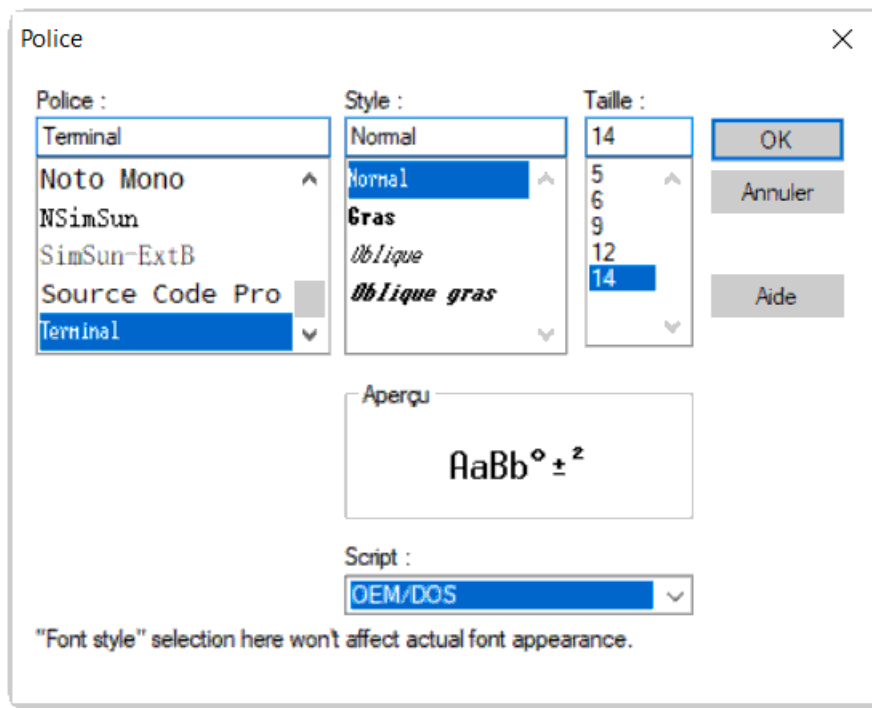 Police
Police :
Style :
Taille :
Terminal
Normal
14
OK
Noto Mono
NSimSun
SimSun-ExtB
Source Code Pro
Terminal
Normal
Gras
Oblique
Oblique gras
5
6
9
12
14
Annuler
Aide
Aperçu
AaBb°±²
Script :
OEM/DOS
"Font style" selection here won't affect actual font appearance.